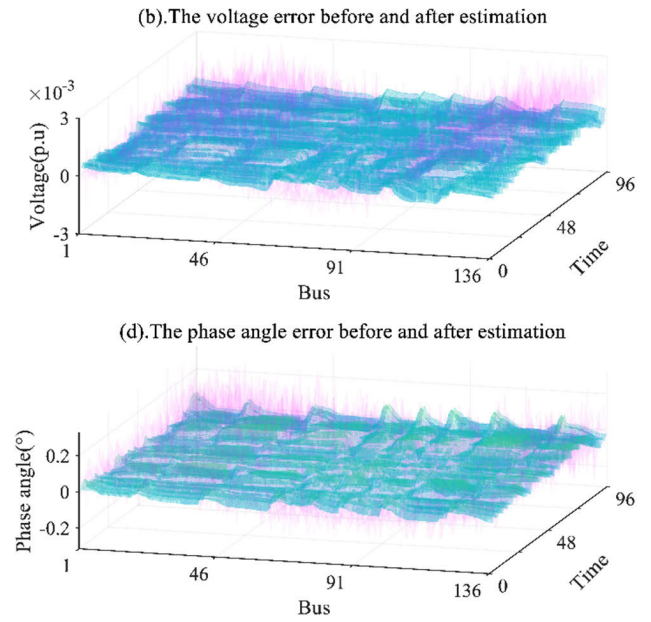 (b).The voltage error before and after estimation
×10⁻³
3
0
-3
Voltage(p.u)
1
46
91
136
Bus
0
48
96
Time
(d).The phase angle error before and after estimation
0.2
0
-0.2
Phase angle(°)
1
46
91
136
Bus
0
48
96
Time